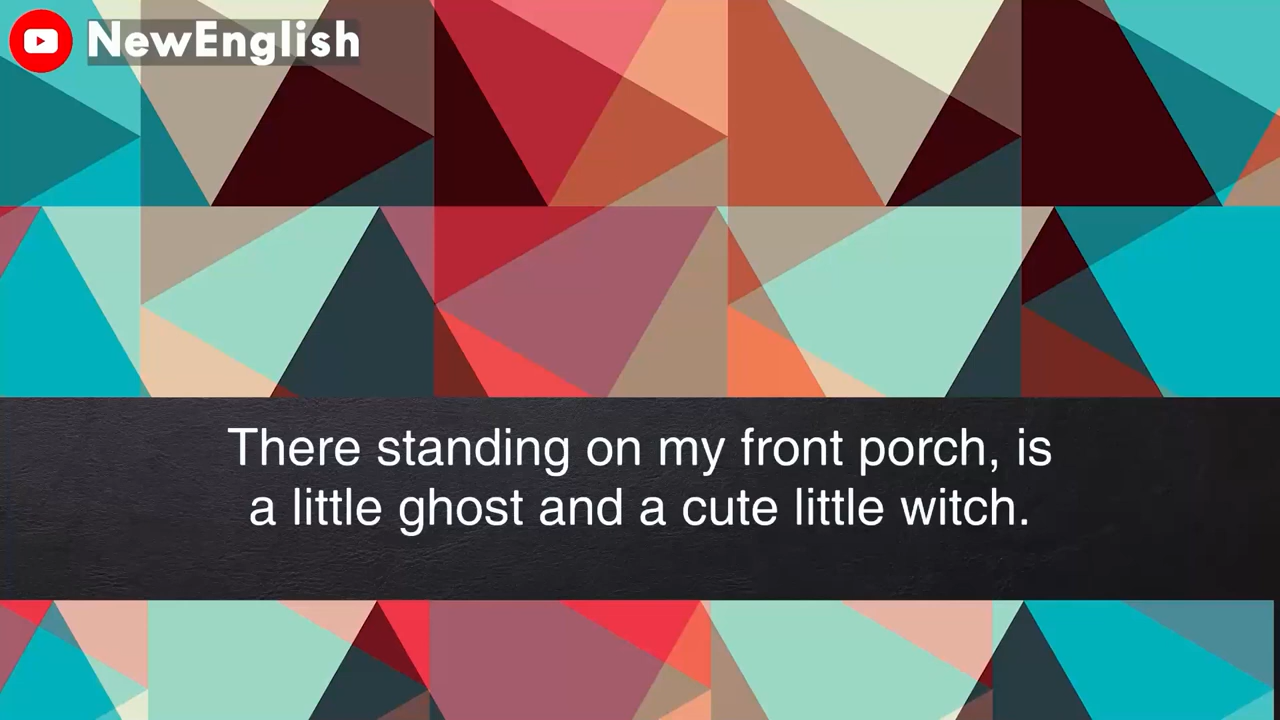 NewEnglish
There standing on my front porch, is
a little ghost and a cute little witch.